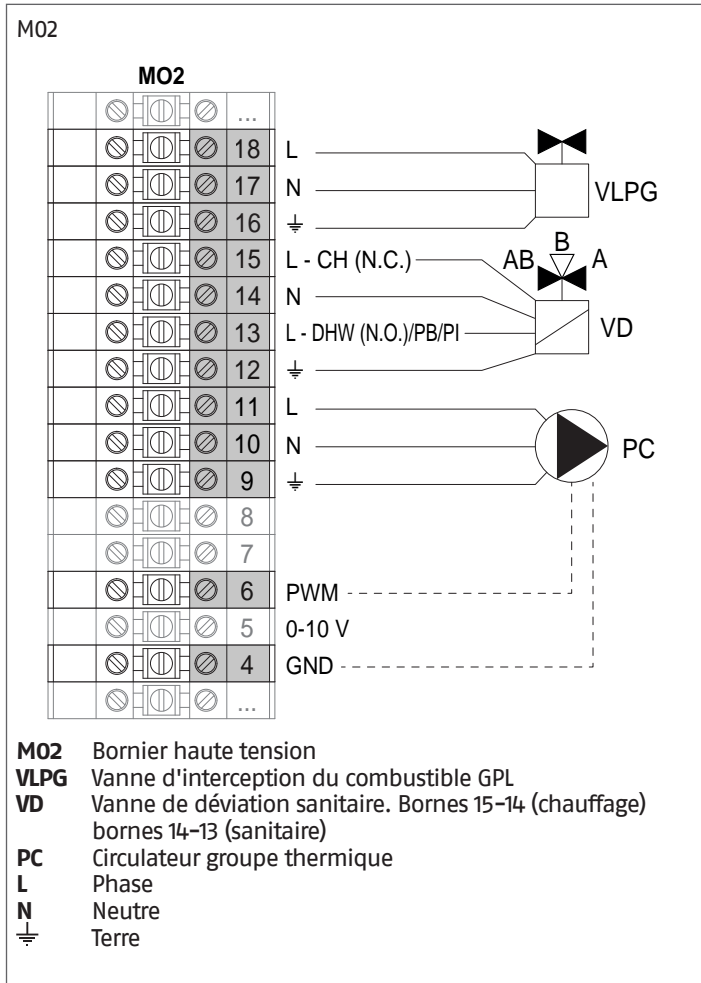 M02
MO2
...
18 L
17 N VLPG
16 ⏚
15 L - CH (N.C.) AB B A
14 N
13 L - DHW (N.O.)/PB/PI VD
12 ⏚
11 L
10 N PC
9 ⏚
8
7
6 PWM
5 0-10 V
4 GND
...
M02 Bornier haute tension
VLPG Vanne d'interception du combustible GPL
VD Vanne de déviation sanitaire. Bornes 15-14 (chauffage)
bornes 14-13 (sanitaire)
PC Circulateur groupe thermique
L Phase
N Neutre
⏚ Terre